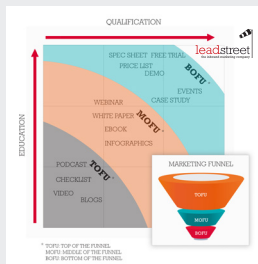 QUALIFICATION
leadstreet
the inbound marketing company
SPEC SHEET FREE TRIAL
PRICE LIST
DEMO
BOFU *
EVENTS
CASE STUDY
WEBINAR
MOFU *
WHITE PAPER
EBOOK
INFOGRAPHICS
EDUCATION
PODCAST
TOFU *
CHECKLIST
VIDEO
BLOGS
MARKETING FUNNEL
TOFU
MOFU
BOFU
* TOFU: TOP OF THE FUNNEL
MOFU: MIDDLE OF THE FUNNEL
BOFU: BOTTOM OF THE FUNNEL